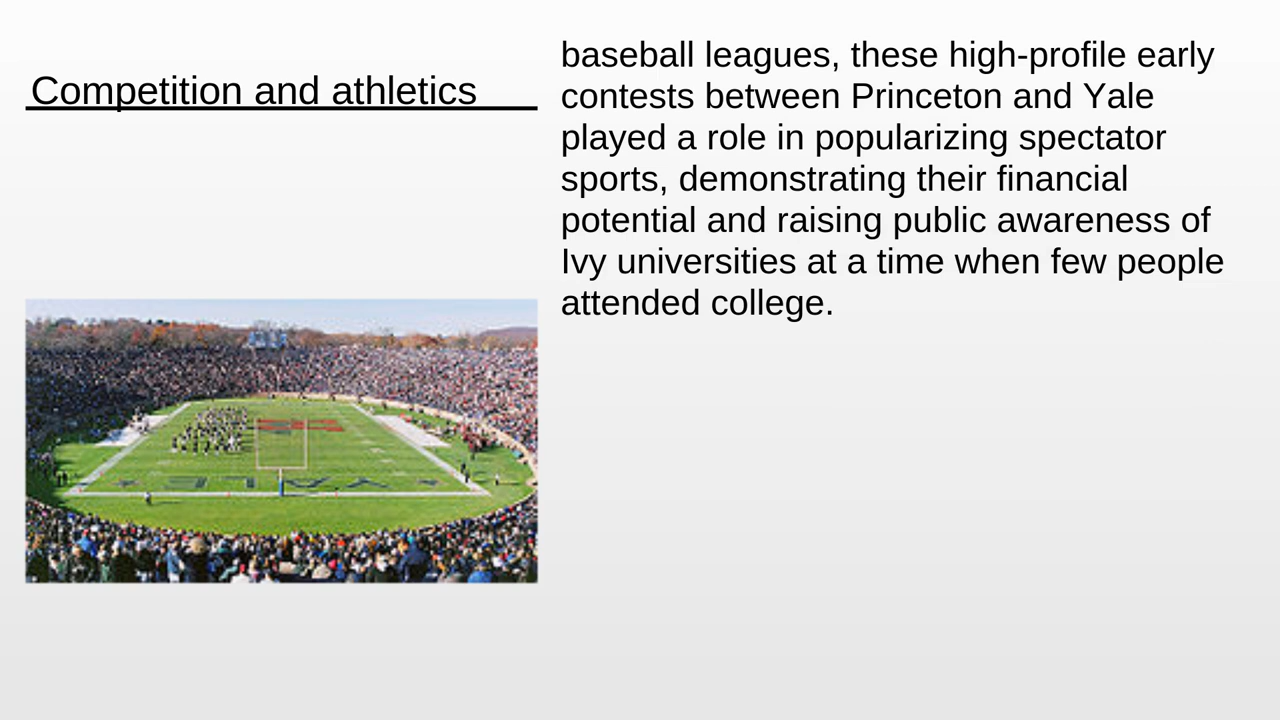 Competition and athletics
baseball leagues, these high-profile early
contests between Princeton and Yale
played a role in popularizing spectator
sports, demonstrating their financial
potential and raising public awareness of
Ivy universities at a time when few people
attended college.
YALE